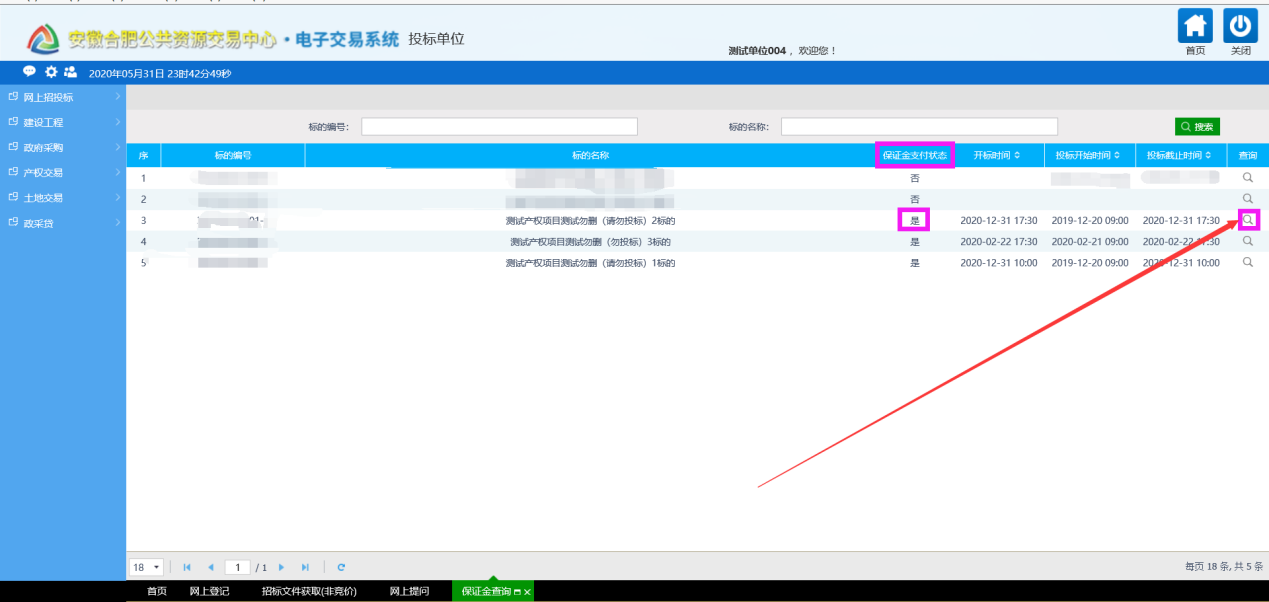 安徽合肥公共资源交易中心·电子交易系统 投标单位
测试单位004，欢迎您！
首页 关闭
2020年05月31日 23时42分49秒
网上招投标
建设工程
政府采购
产权交易
土地交易
政采贷
标的编号： 标的名称： 搜索
序 标的编号 标的名称 保证金支付状态 开标时间 投标开始时间 投标截止时间 查询
1 否
2 否
3 01- 测试产权项目测试勿删（请勿投标）2标的 是 2020-12-31 17:30 2019-12-20 09:00 2020-12-31 17:30
4 测试产权项目测试勿删（勿投标）3标的 是 2020-02-22 17:30 2020-02-21 09:00 2020-02-22 17:30
5 测试产权项目测试勿删（请勿投标）1标的 是 2020-12-31 10:00 2019-12-20 09:00 2020-12-31 10:00
18 1 /1 每页 18 条, 共 5 条
首页 网上登记 招标文件获取(非竞价) 网上提问 保证金查询